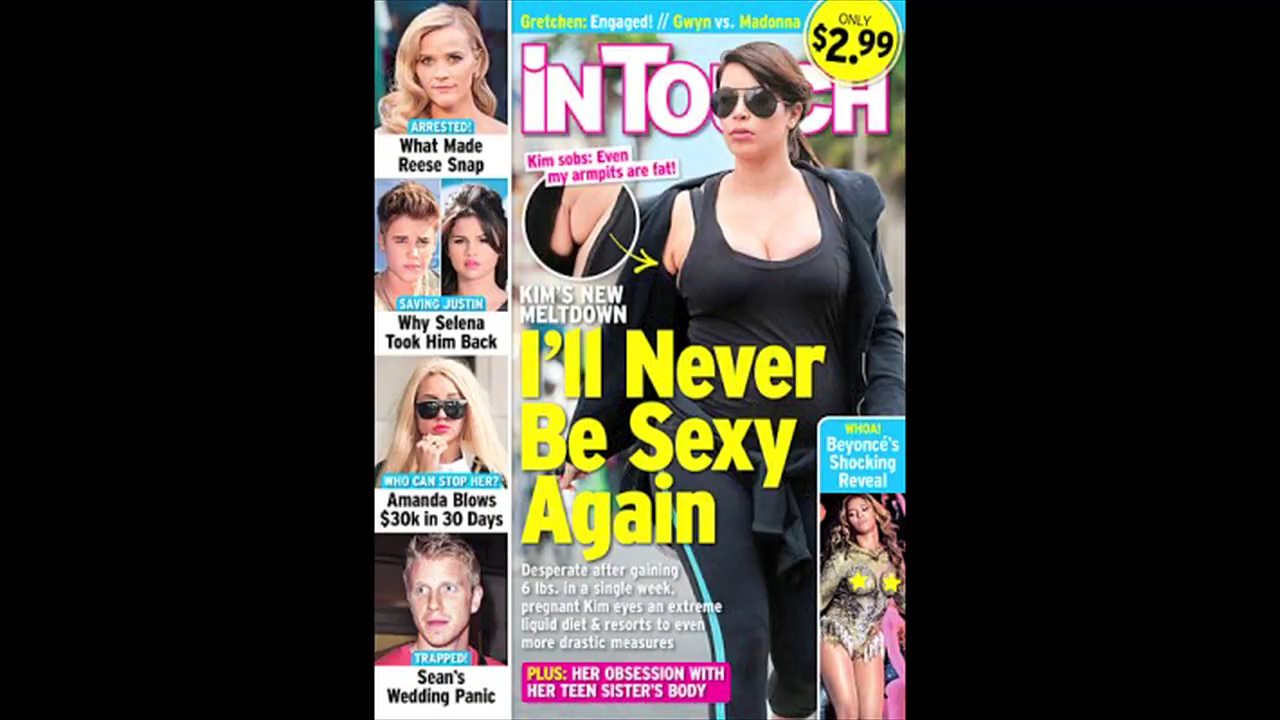 Gretchen: Engaged! // Gwyn vs. Madonna
ONLY
$2.99
iN TOUCH
ARRESTED!
What Made
Reese Snap
SAVING JUSTIN
Why Selena
Took Him Back
WHO CAN STOP HER?
Amanda Blows
$30k in 30 Days
TRAPPED!
Sean's
Wedding Panic
Kim sobs: Even
my armpits are fat!
KIM'S NEW
MELTDOWN
I'll Never
Be Sexy
Again
Desperate after gaining
6 lbs. in a single week,
pregnant Kim eyes an extreme
liquid diet & resorts to even
more drastic measures
PLUS: HER OBSESSION WITH
HER TEEN SISTER'S BODY
WHOA!
Beyoncé's
Shocking
Reveal